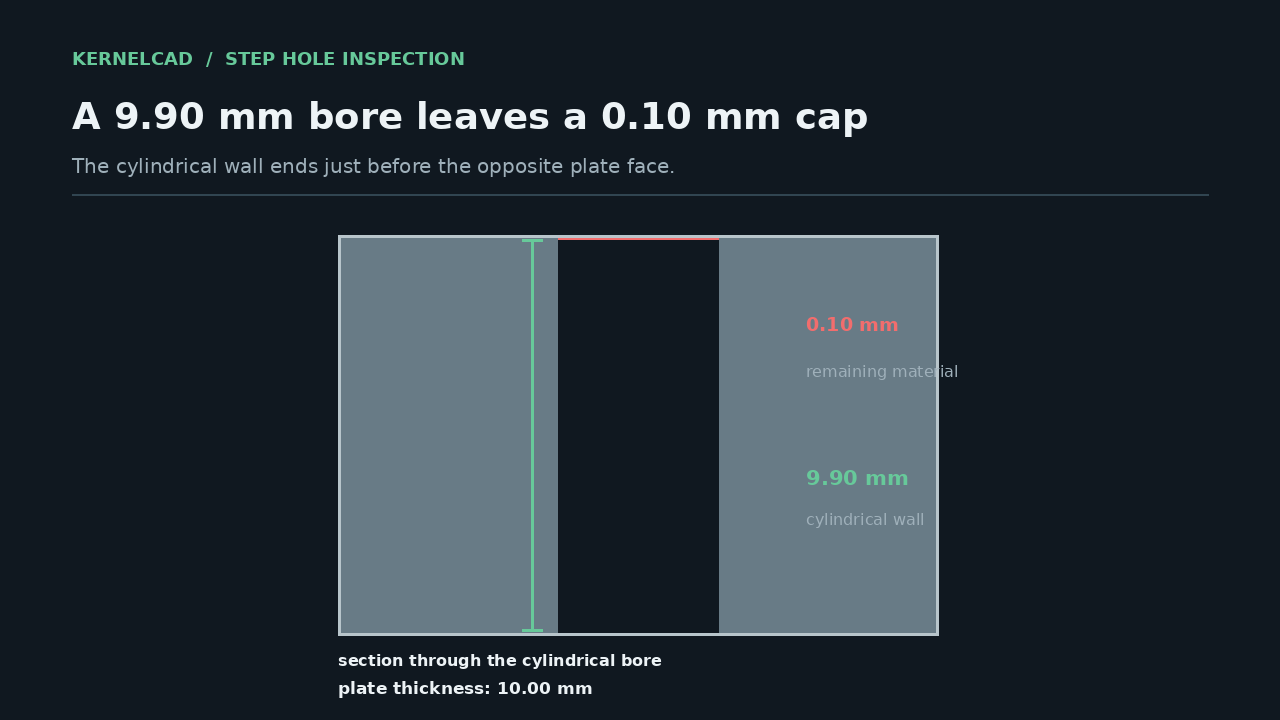 KERNELCAD / STEP HOLE INSPECTION
A 9.90 mm bore leaves a 0.10 mm cap
The cylindrical wall ends just before the opposite plate face.
0.10 mm
remaining material
9.90 mm
cylindrical wall
section through the cylindrical bore
plate thickness: 10.00 mm